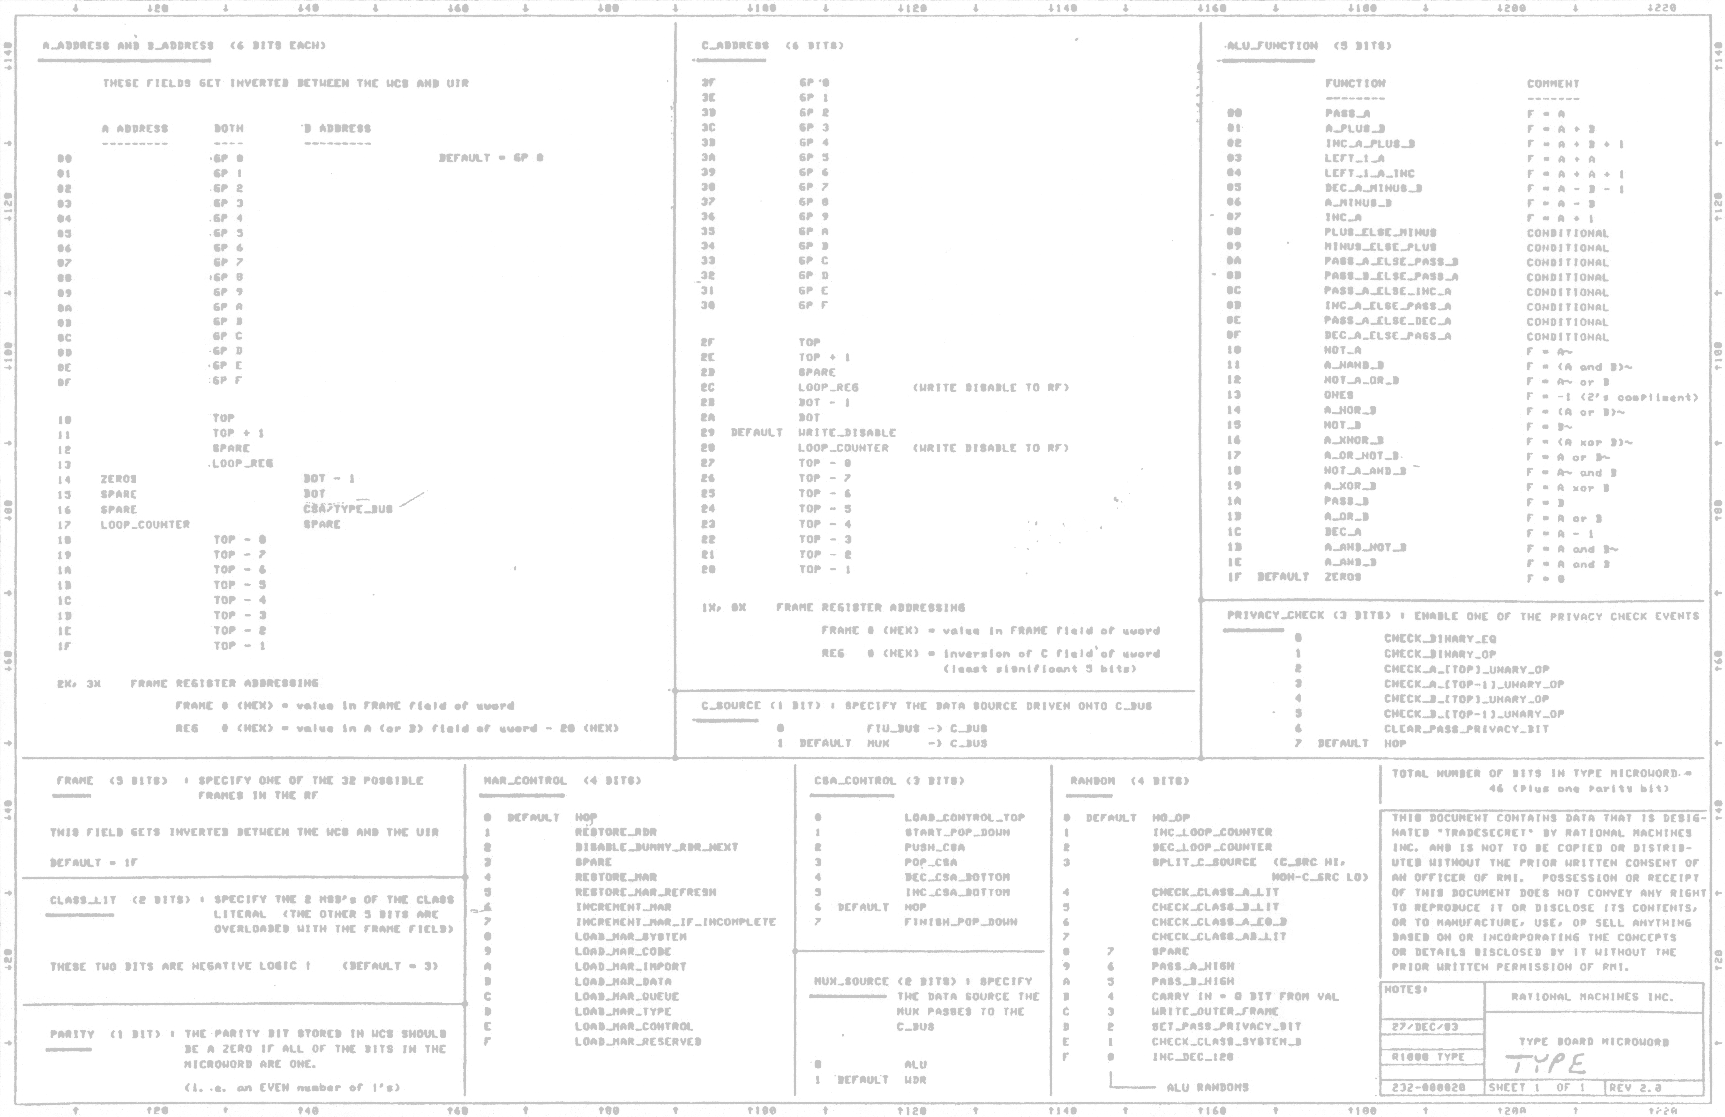 A_ADDRESS AND B_ADDRESS (6 BITS EACH)
THESE FIELDS GET INVERTED BETWEEN THE WCS AND UIR
A ADDRESS BOTH B ADDRESS
00 GP 0 DEFAULT = GP 0
01 GP 1
02 GP 2
03 GP 3
04 GP 4
05 GP 5
06 GP 6
07 GP 7
08 GP 8
09 GP 9
0A GP A
0B GP B
0C GP C
0D GP D
0E GP E
0F GP F
10 TOP
11 TOP + 1
12 SPARE
13 LOOP_REG
14 ZEROS BOT - 1
15 SPARE BOT
16 SPARE CSA/TYPE_BUS
17 LOOP_COUNTER SPARE
18 TOP - 8
19 TOP - 7
1A TOP - 6
1B TOP - 5
1C TOP - 4
1D TOP - 3
1E TOP - 2
1F TOP - 1
2X, 3X FRAME REGISTER ADDRESSING
FRAME # (HEX) = value in FRAME field of uword
REG # (HEX) = value in A (or B) field of uword - 20 (HEX)
C_ADDRESS (6 BITS)
3F GP 0
3E GP 1
3D GP 2
3C GP 3
3B GP 4
3A GP 5
39 GP 6
38 GP 7
37 GP 8
36 GP 9
35 GP A
34 GP B
33 GP C
32 GP D
31 GP E
30 GP F
2F TOP
2E TOP + 1
2D SPARE
2C LOOP_REG (WRITE DISABLE TO RF)
2B BOT - 1
2A BOT
29 DEFAULT WRITE_DISABLE
28 LOOP_COUNTER (WRITE DISABLE TO RF)
27 TOP - 8
26 TOP - 7
25 TOP - 6
24 TOP - 5
23 TOP - 4
22 TOP - 3
21 TOP - 2
20 TOP - 1
1X, 0X FRAME REGISTER ADDRESSING
FRAME # (HEX) = value in FRAME field of uword
REG # (HEX) = inversion of C field of uword
(least significant 5 bits)
C_SOURCE (1 BIT) : SPECIFY THE DATA SOURCE DRIVEN ONTO C_BUS
0 FIU_BUS -> C_BUS
1 DEFAULT MUX -> C_BUS
ALU_FUNCTION (5 BITS)
FUNCTION COMMENT
00 PASS_A F = A
01 A_PLUS_B F = A + B
02 INC_A_PLUS_B F = A + B + 1
03 LEFT_1_A F = A + A
04 LEFT_1_A_INC F = A + A + 1
05 DEC_A_MINUS_B F = A - B - 1
06 A_MINUS_B F = A - B
07 INC_A F = A + 1
08 PLUS_ELSE_MINUS CONDITIONAL
09 MINUS_ELSE_PLUS CONDITIONAL
0A PASS_A_ELSE_PASS_B CONDITIONAL
0B PASS_B_ELSE_PASS_A CONDITIONAL
0C PASS_A_ELSE_INC_A CONDITIONAL
0D INC_A_ELSE_PASS_A CONDITIONAL
0E PASS_A_ELSE_DEC_A CONDITIONAL
0F DEC_A_ELSE_PASS_A CONDITIONAL
10 NOT_A F = A~
11 A_NAND_B F = (A and B)~
12 NOT_A_OR_B F = A~ or B
13 ONES F = -1 (2's compliment)
14 A_NOR_B F = (A or B)~
15 NOT_B F = B~
16 A_XNOR_B F = (A xor B)~
17 A_OR_NOT_B F = A or B~
18 NOT_A_AND_B F = A~ and B
19 A_XOR_B F = A xor B
1A PASS_B F = B
1B A_OR_B F = A or B
1C DEC_A F = A - 1
1D A_AND_NOT_B F = A and B~
1E A_AND_B F = A and B
1F DEFAULT ZEROS F = 0
PRIVACY_CHECK (3 BITS) : ENABLE ONE OF THE PRIVACY CHECK EVENTS
0 CHECK_BINARY_EQ
1 CHECK_BINARY_OP
2 CHECK_A_[TOP]_UNARY_OP
3 CHECK_A_[TOP-1]_UNARY_OP
4 CHECK_B_[TOP]_UNARY_OP
5 CHECK_B_[TOP-1]_UNARY_OP
6 CLEAR_PASS_PRIVACY_BIT
7 DEFAULT NOP
FRAME (5 BITS) : SPECIFY ONE OF THE 32 POSSIBLE
FRAMES IN THE RF
THIS FIELD GETS INVERTED BETWEEN THE WCS AND THE UIR
DEFAULT = 1F
CLASS_LIT (2 BITS) : SPECIFY THE 2 MSB's OF THE CLASS
LITERAL (THE OTHER 5 BITS ARE
OVERLOADED WITH THE FRAME FIELD)
THESE TWO BITS ARE NEGATIVE LOGIC ! (DEFAULT = 3)
PARITY (1 BIT) : THE PARITY BIT STORED IN WCS SHOULD
BE A ZERO IF ALL OF THE BITS IN THE
MICROWORD ARE ONE.
(i. e. an EVEN number of 1's)
MAR_CONTROL (4 BITS)
0 DEFAULT NOP
1 RESTORE_RDR
2 DISABLE_DUMMY_RDR_NEXT
3 SPARE
4 RESTORE_MAR
5 RESTORE_MAR_REFRESH
6 INCREMENT_MAR
7 INCREMENT_MAR_IF_INCOMPLETE
8 LOAD_MAR_SYSTEM
9 LOAD_MAR_CODE
A LOAD_MAR_IMPORT
B LOAD_MAR_DATA
C LOAD_MAR_QUEUE
D LOAD_MAR_TYPE
E LOAD_MAR_CONTROL
F LOAD_MAR_RESERVED
CSA_CONTROL (3 BITS)
0 LOAD_CONTROL_TOP
1 START_POP_DOWN
2 PUSH_CSA
3 POP_CSA
4 DEC_CSA_BOTTOM
5 INC_CSA_BOTTOM
6 DEFAULT NOP
7 FINISH_POP_DOWN
MUX_SOURCE (2 BITS) : SPECIFY
THE DATA SOURCE THE
MUX PASSES TO THE
C_BUS
0 ALU
1 DEFAULT WDR
RANDOM (4 BITS)
0 DEFAULT NO_OP
1 INC_LOOP_COUNTER
2 DEC_LOOP_COUNTER
3 SPLIT_C_SOURCE (C_SRC HI,
NON-C_SRC LO)
4 CHECK_CLASS_A_LIT
5 CHECK_CLASS_B_LIT
6 CHECK_CLASS_A_EQ_B
7 CHECK_CLASS_AB_LIT
8 7 SPARE
9 6 PASS_A_HIGH
A 5 PASS_B_HIGH
B 4 CARRY IN = Q BIT FROM VAL
C 3 WRITE_OUTER_FRAME
D 2 SET_PASS_PRIVACY_BIT
E 1 CHECK_CLASS_SYSTEM_B
F 0 INC_DEC_128
ALU RANDOMS
TOTAL NUMBER OF BITS IN TYPE MICROWORD =
46 (Plus one parity bit)
THIS DOCUMENT CONTAINS DATA THAT IS DESIG-
NATED "TRADESECRET" BY RATIONAL MACHINES
INC. AND IS NOT TO BE COPIED OR DISTRIB-
UTED WITHOUT THE PRIOR WRITTEN CONSENT OF
AN OFFICER OF RMI. POSSESSION OR RECEIPT
OF THIS DOCUMENT DOES NOT CONVEY ANY RIGHT
TO REPRODUCE IT OR DISCLOSE ITS CONTENTS,
OR TO MANUFACTURE, USE, OR SELL ANYTHING
BASED ON OR INCORPORATING THE CONCEPTS
OR DETAILS DISCLOSED BY IT WITHOUT THE
PRIOR WRITTEN PERMISSION OF RMI.
NOTES:
RATIONAL MACHINES INC.
27/DEC/83
TYPE BOARD MICROWORD
R1000 TYPE
TYPE
232-000020 SHEET 1 OF 1 REV 2.0